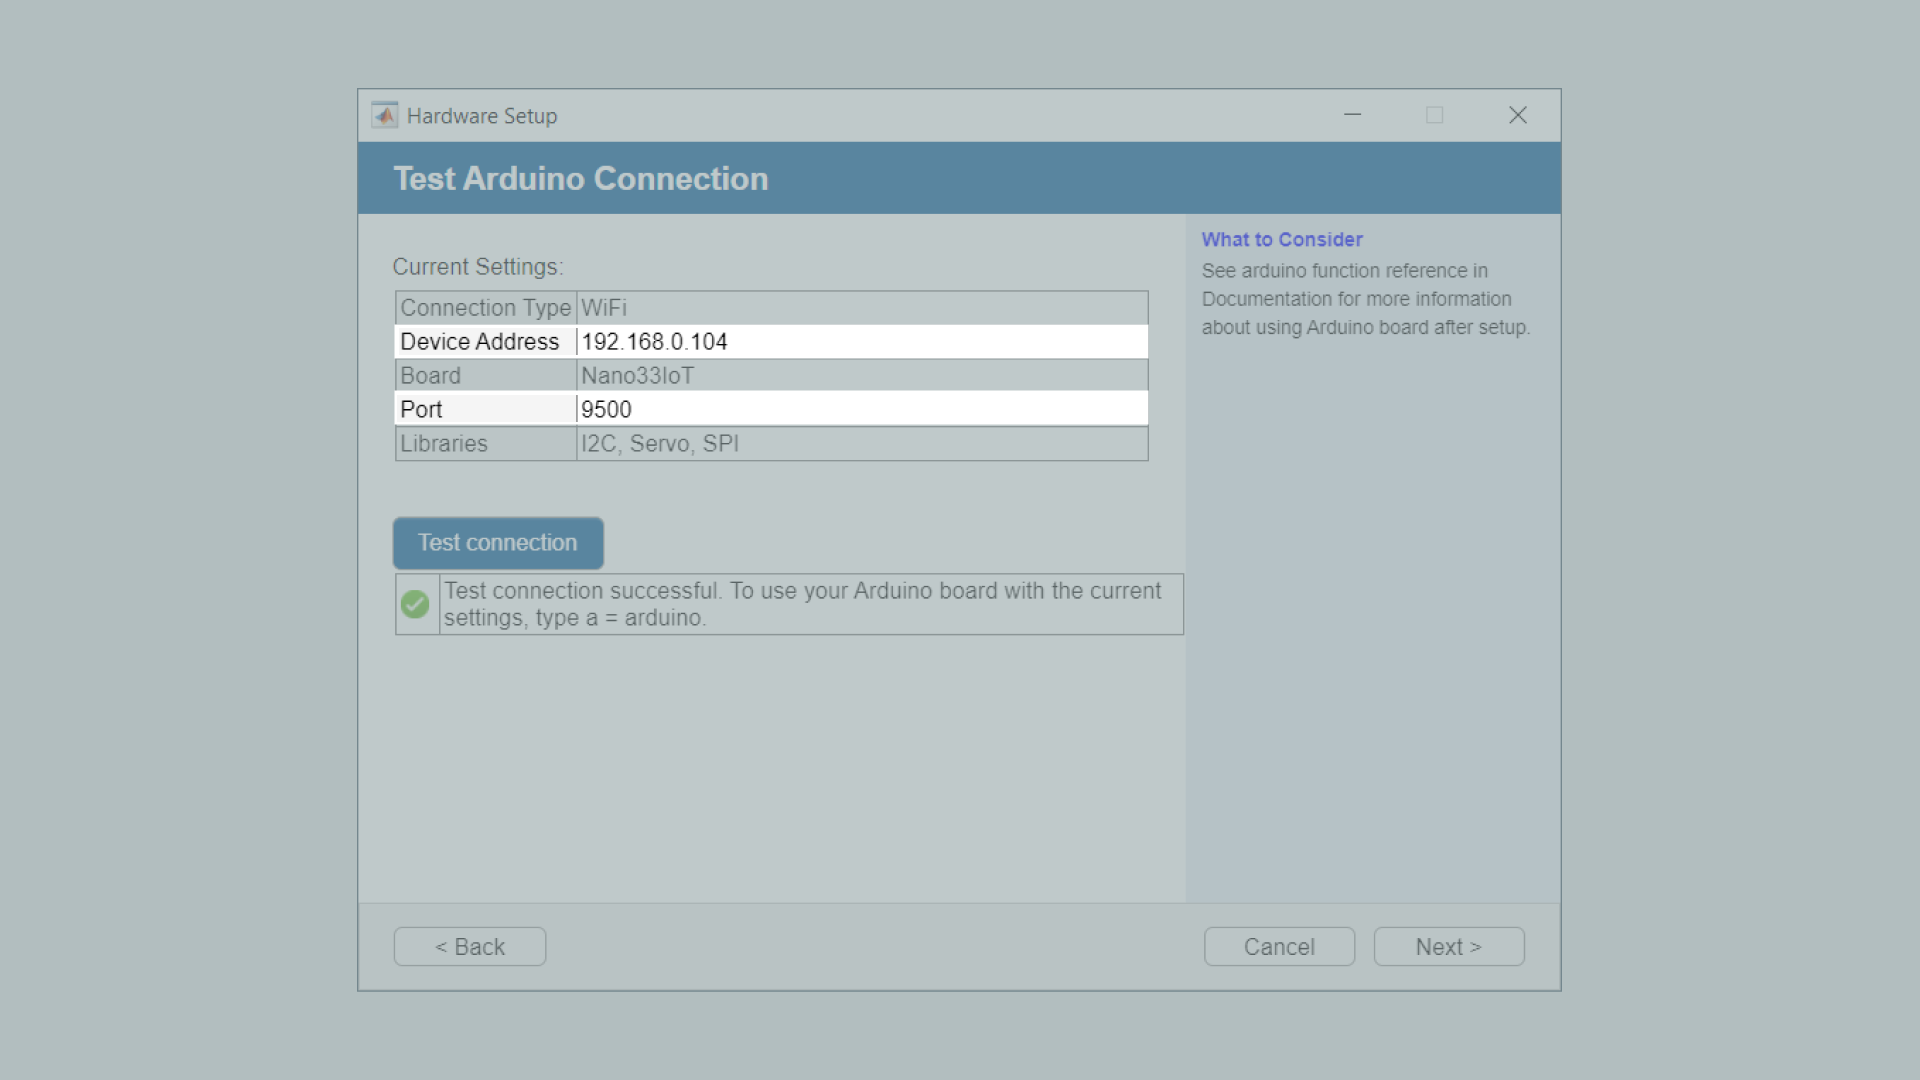 Hardware Setup
Test Arduino Connection
Current Settings:
Connection Type WiFi
Device Address 192.168.0.104
Board Nano33IoT
Port 9500
Libraries I2C, Servo, SPI
Test connection
Test connection successful. To use your Arduino board with the current
settings, type a = arduino.
What to Consider
See arduino function reference in
Documentation for more information
about using Arduino board after setup.
< Back
Cancel
Next >